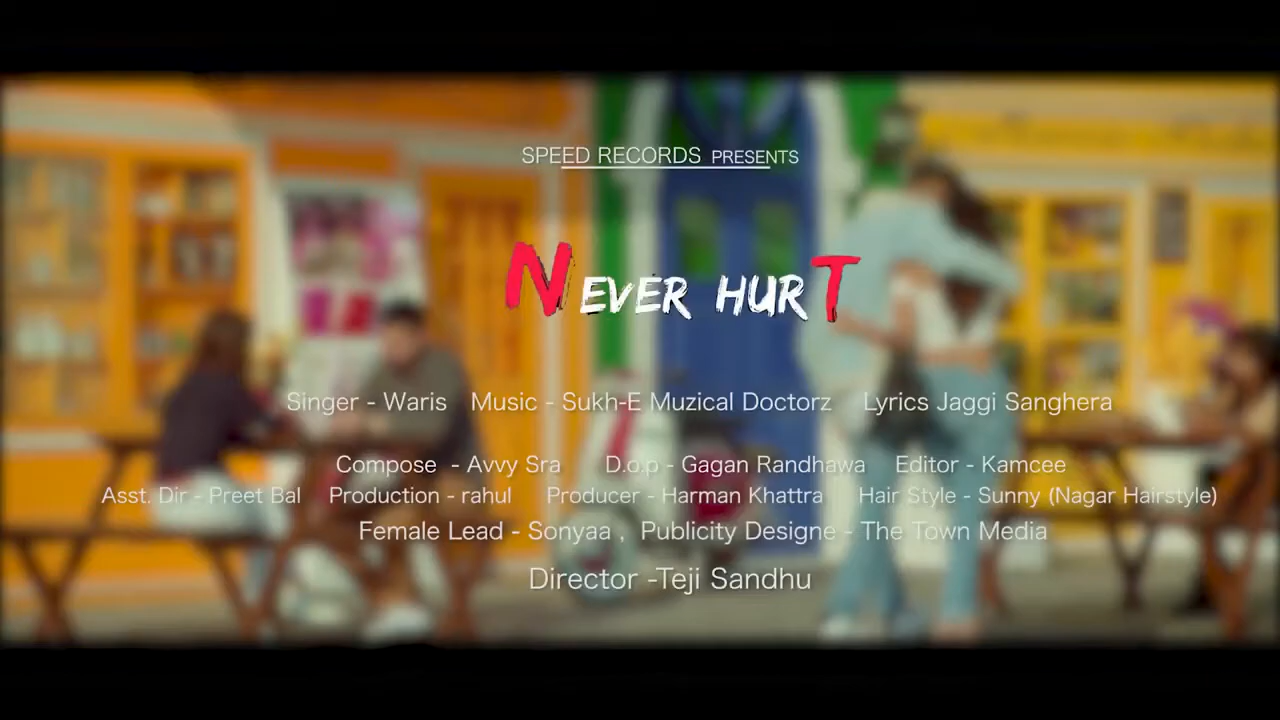 SPEED RECORDS PRESENTS
NEVER HURT
Singer - Waris Music - Sukh-E Muzical Doctorz Lyrics Jaggi Sanghera
Compose - Avvy Sra D.o.p - Gagan Randhawa Editor - Kamcee
Asst. Dir - Preet Bal Production - rahul Producer - Harman Khattra Hair Style - Sunny (Nagar Hairstyle)
Female Lead - Sonyaa , Publicity Designe - The Town Media
Director -Teji Sandhu